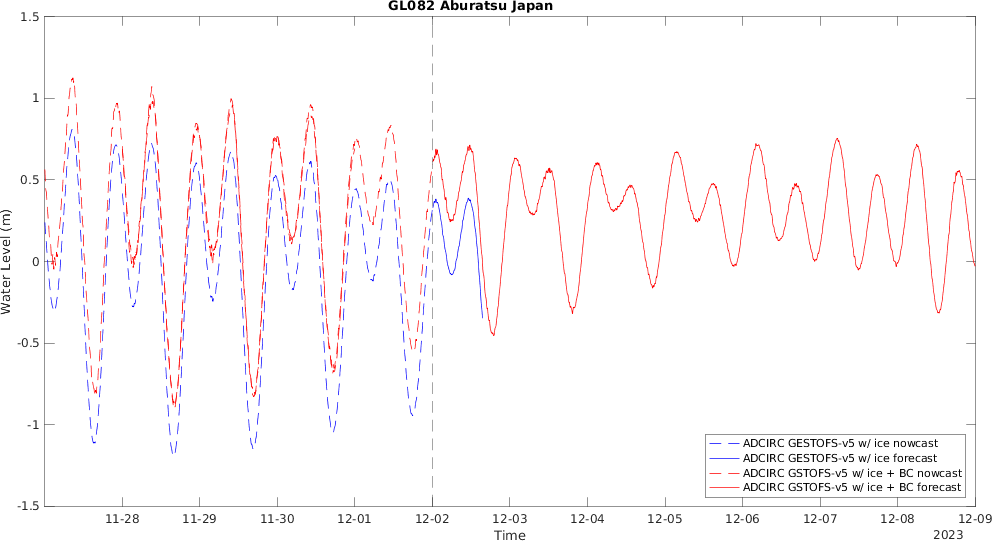 GL082 Aburatsu Japan
1.5
1
0.5
0
-0.5
-1
-1.5
Water Level (m)
11-28 11-29 11-30 12-01 12-02 12-03 12-04 12-05 12-06 12-07 12-08 12-09
Time
2023
ADCIRC GESTOFS-v5 w/ ice nowcast
ADCIRC GESTOFS-v5 w/ ice forecast
ADCIRC GSTOFS-v5 w/ ice + BC nowcast
ADCIRC GSTOFS-v5 w/ ice + BC forecast